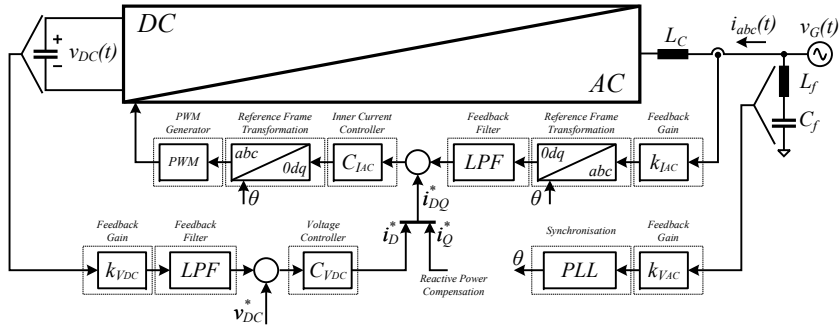 DC
AC
v_DC(t)
+
−
L_C
i_abc(t)
v_G(t)
L_f
C_f
PWM
Generator
Reference Frame
Transformation
Inner Current
Controller
Feedback
Filter
Reference Frame
Transformation
Feedback
Gain
PWM
abc
0dq
C_IAC
LPF
0dq
abc
k_IAC
θ
θ
i*_DQ
i*_D
i*_Q
Feedback
Gain
Feedback
Filter
Voltage
Controller
Synchronisation
Feedback
Gain
k_VDC
LPF
C_VDC
Reactive Power
Compensation
θ
PLL
k_VAC
v*_DC